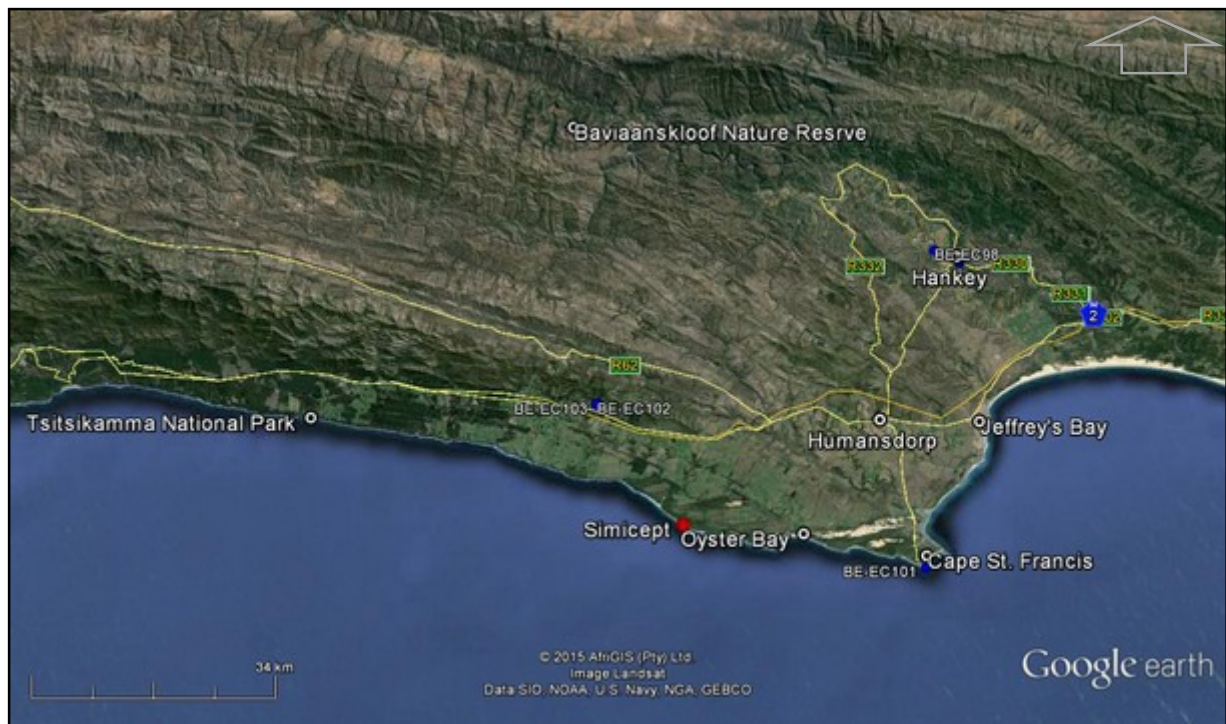 Baviaanskloof Nature Resrve
BE-EC98
R332
R330
Hankey
R331
2
N2
R62
BE-EC103
BE-EC102
Tsitsikamma National Park
Humansdorp
Jeffrey's Bay
Simicept
Oyster Bay
Cape St. Francis
BE-EC101
34 km
© 2015 AfriGIS (Pty) Ltd.
Image Landsat
Data SIO, NOAA, U.S. Navy, NGA, GEBCO
Google earth